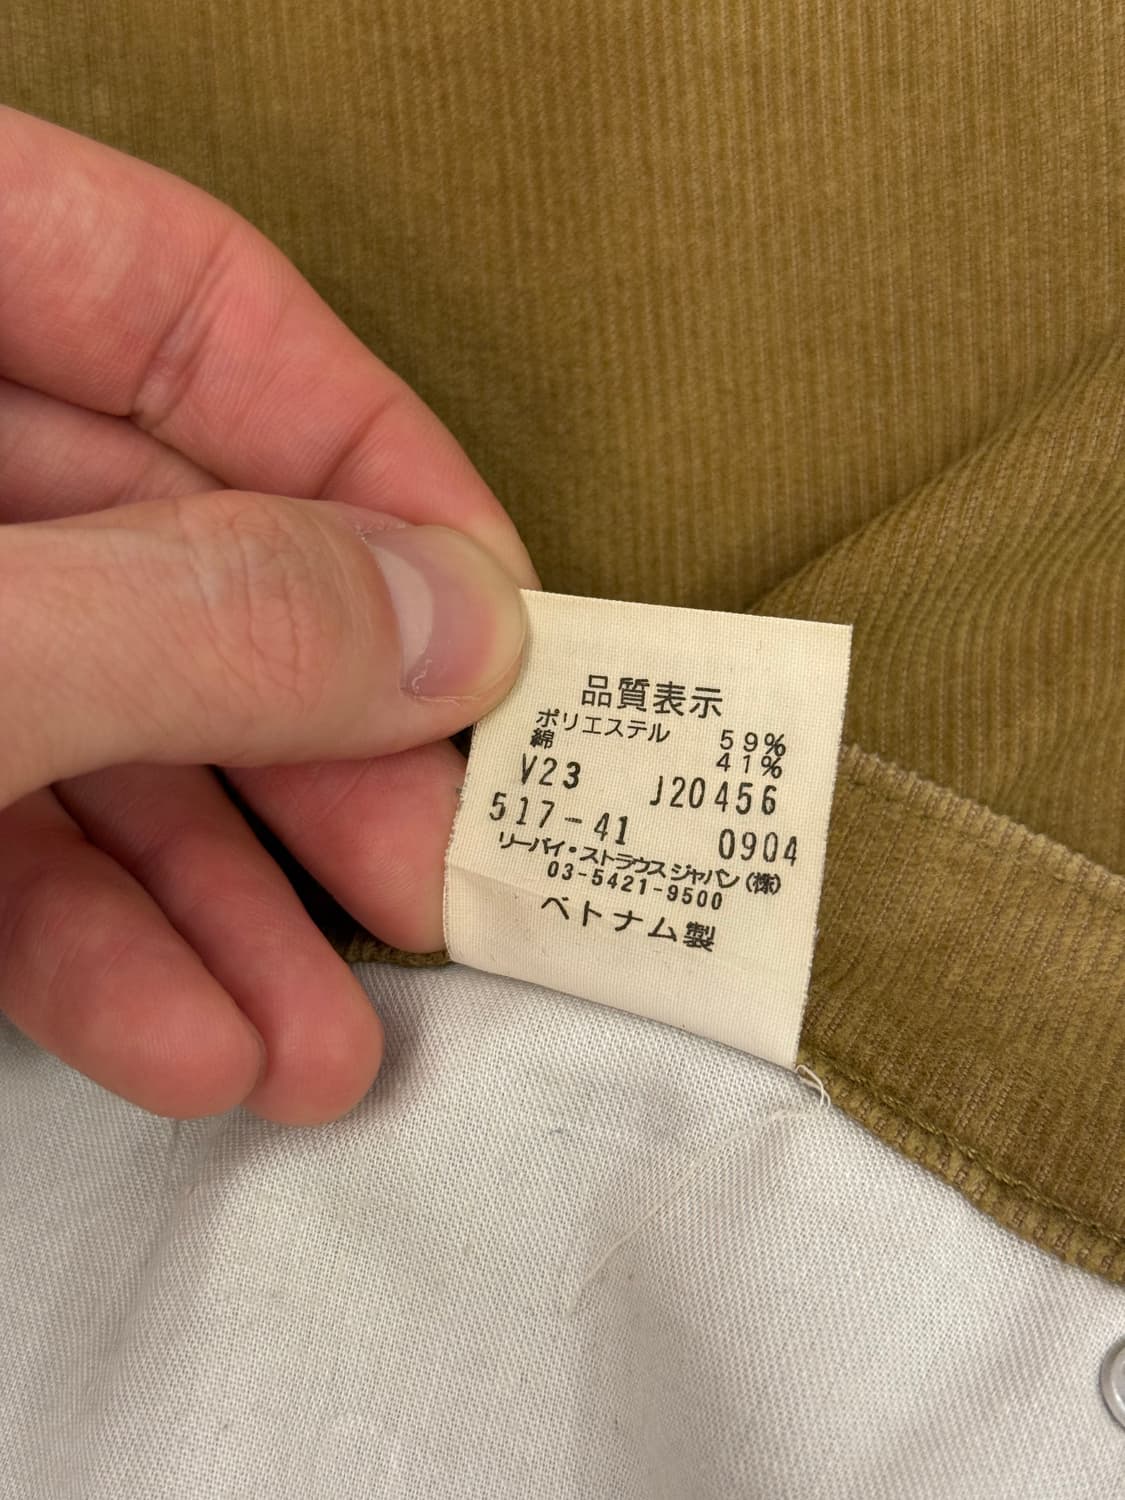 品質表示
ポリエステル 59%
綿 41%
V23 J20456
517-41 0904
リーバイ・ストラウスジャパン(株)
03-5421-9500
ベトナム製